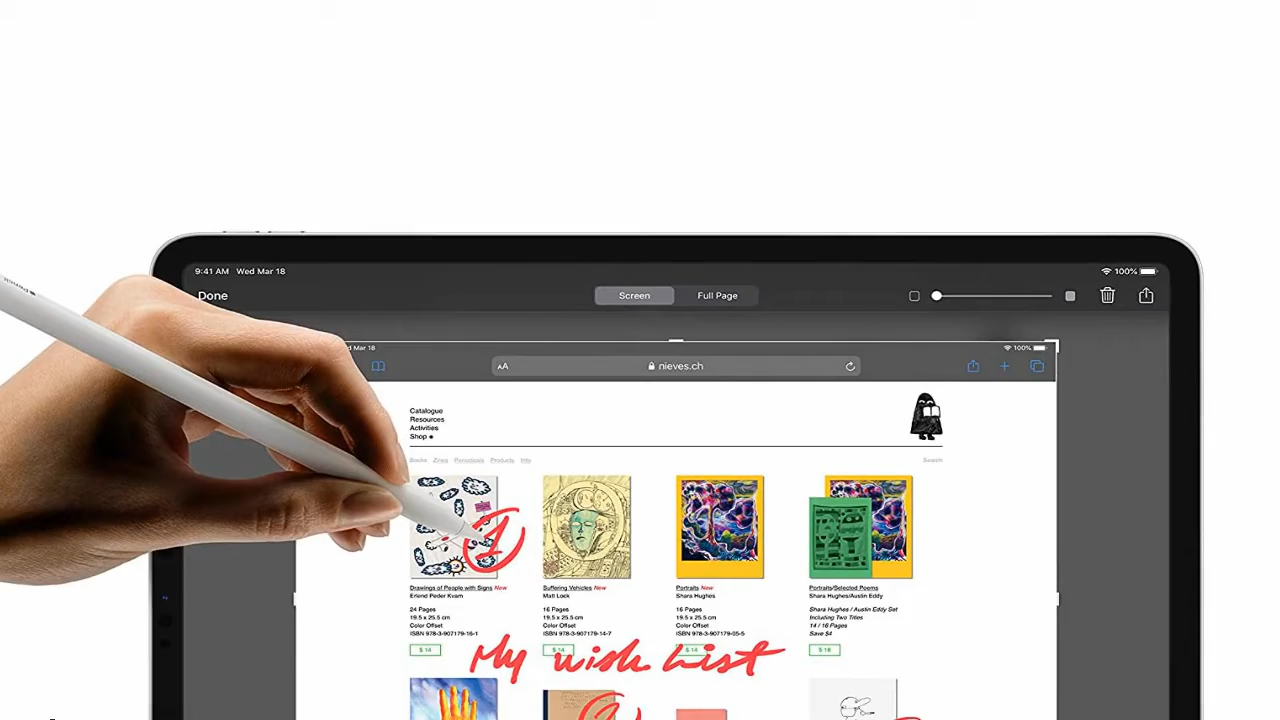 9:41 AM Wed Mar 18
100%
Done
Screen
Full Page
Mar 18
100%
AA
nieves.ch
Catalogue
Resources
Activities
Shop
Books Zines Periodicals Products Info
Search
Drawings of People with Signs New
Erlend Peder Kvam
24 Pages
19.5 x 25.5 cm
Color Offset
ISBN 978-3-907179-16-1
$ 14
Suffering Vehicles New
Matt Lock
16 Pages
19.5 x 25.5 cm
Color Offset
ISBN 978-3-907179-14-7
$ 14
Portraits New
Shara Hughes
16 Pages
19.5 x 25.5 cm
Color Offset
ISBN 978-3-907179-05-5
$ 14
Portraits/Selected Poems
Shara Hughes/Austin Eddy
Shara Hughes / Austin Eddy Set
Including Two Titles
14 / 16 Pages
Save $4
$ 18
1
My wish List